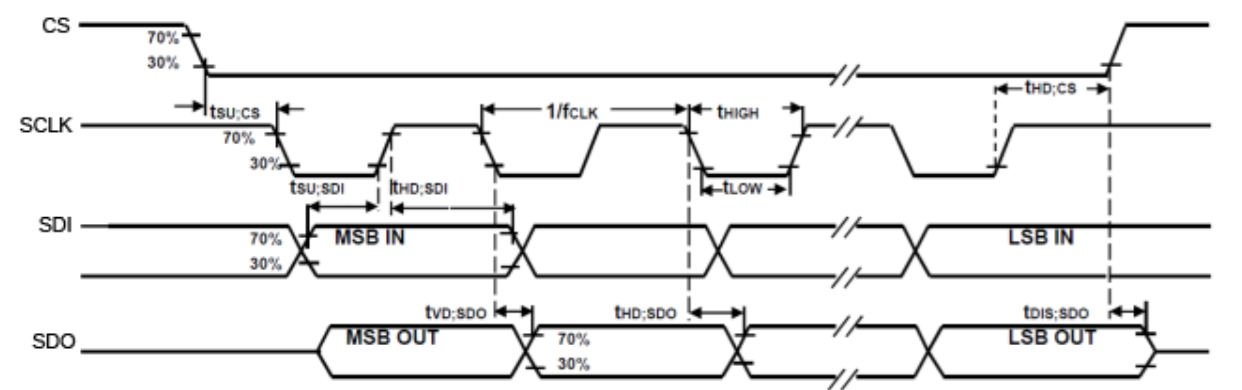 CS
70%
30%
tHD;CS
tSU;CS
1/fCLK
tHIGH
SCLK
70%
30%
tSU;SDI
tHD;SDI
tLOW
SDI
70%
MSB IN
LSB IN
30%
tVD;SDO
tHD;SDO
tDIS;SDO
SDO
MSB OUT
70%
LSB OUT
30%